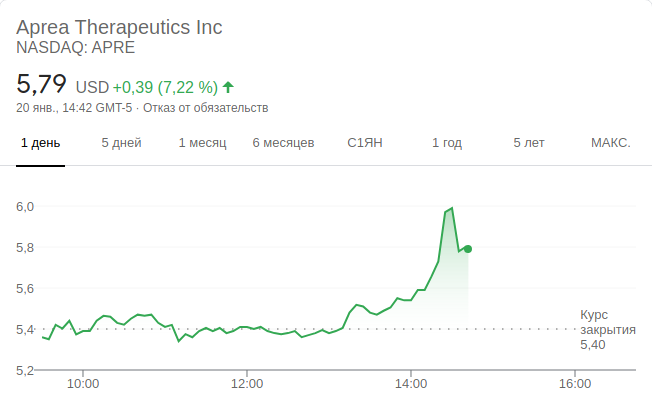 Aprea Therapeutics Inc
NASDAQ: APRE
5,79 USD +0,39 (7,22 %)
20 янв., 14:42 GMT-5 · Отказ от обязательств
1 день 5 дней 1 месяц 6 месяцев С1ЯН 1 год 5 лет МАКС.
6,0
5,8
5,6
5,4
5,2
Курс
закрытия
5,40
10:00 12:00 14:00 16:00